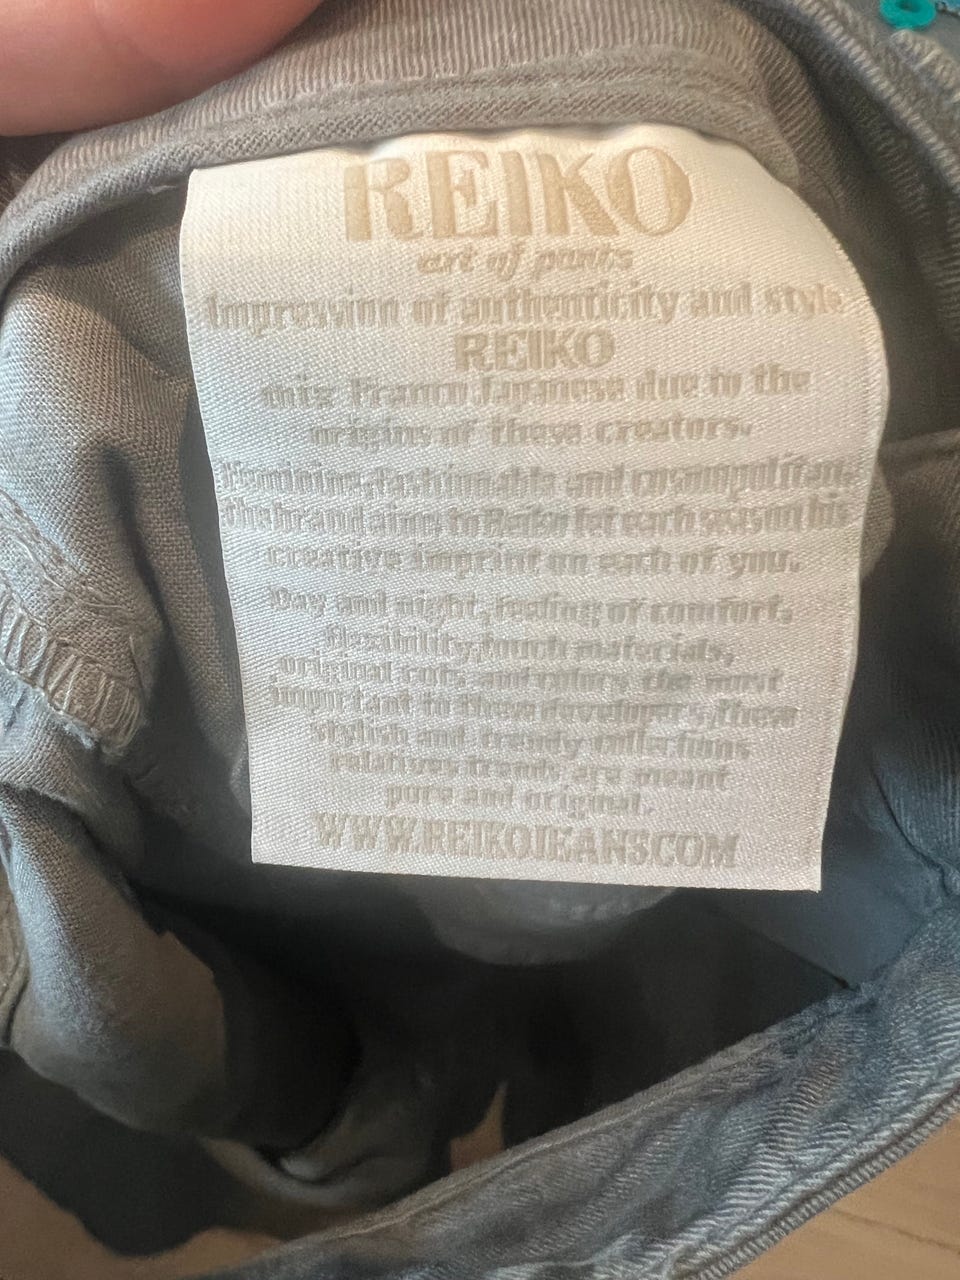 REIKO
art of pants
Impression of authenticity and style
REIKO
mix Franco Japanese due to the
origins of these creators.
Feminine, fashionable and cosmopolitan.
The brand aims to Reiko let each season his
creative imprint on each of you.
Day and night, feeling of comfort,
flexibility, touch materials,
original cuts and colors the most
important to these developers, these
stylish and trendy collections
relatives trends are meant
pure and original.
WWW.REIKOJEANS.COM